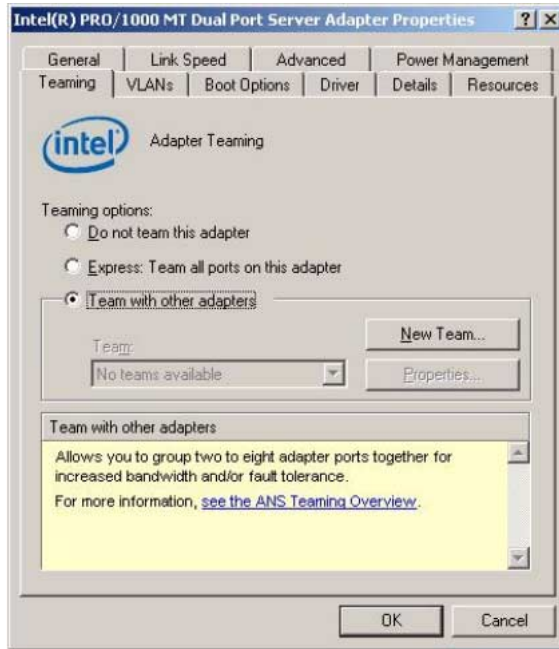 Intel(R) PRO/1000 MT Dual Port Server Adapter Properties ? X
General Link Speed Advanced Power Management
Teaming VLANs Boot Options Driver Details Resources
intel Adapter Teaming
Teaming options:
Do not team this adapter
Express: Team all ports on this adapter
Team with other adapters
New Team...
Team:
No teams available Properties...
Team with other adapters
Allows you to group two to eight adapter ports together for
increased bandwidth and/or fault tolerance.
For more information, see the ANS Teaming Overview.
OK Cancel